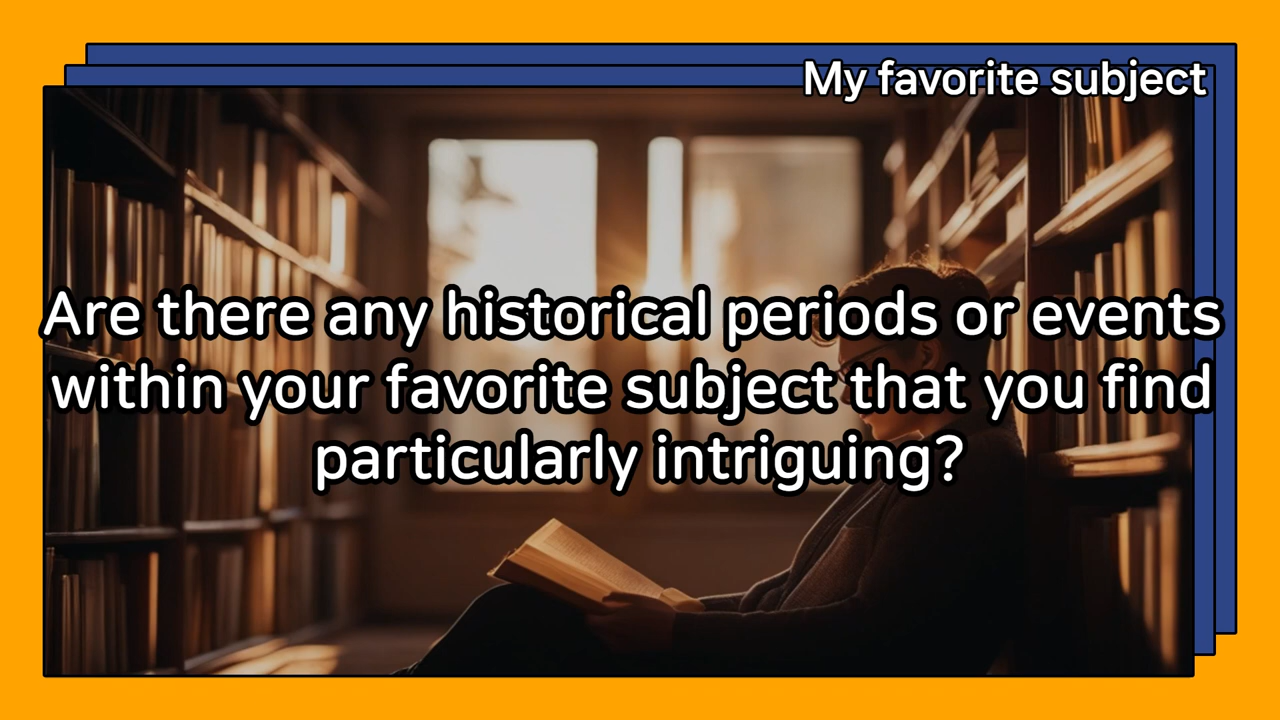 My favorite subject
Are there any historical periods or events
within your favorite subject that you find
particularly intriguing?